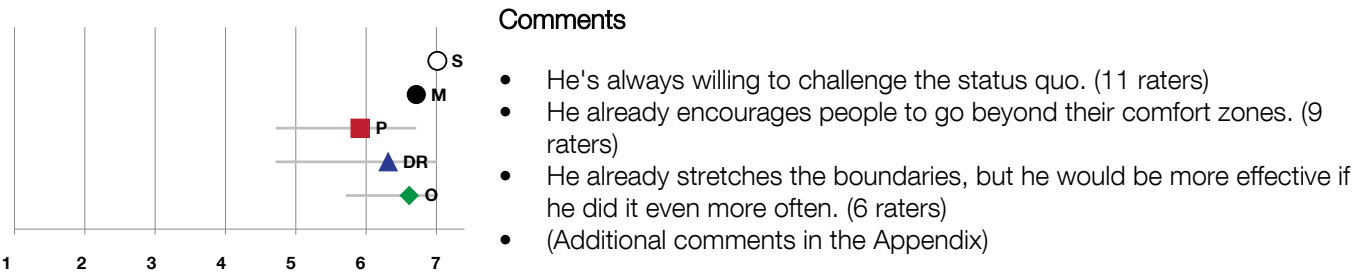 Comments
S
M
P
DR
O
1 2 3 4 5 6 7
• He's always willing to challenge the status quo. (11 raters)
• He already encourages people to go beyond their comfort zones. (9
raters)
• He already stretches the boundaries, but he would be more effective if
he did it even more often. (6 raters)
• (Additional comments in the Appendix)